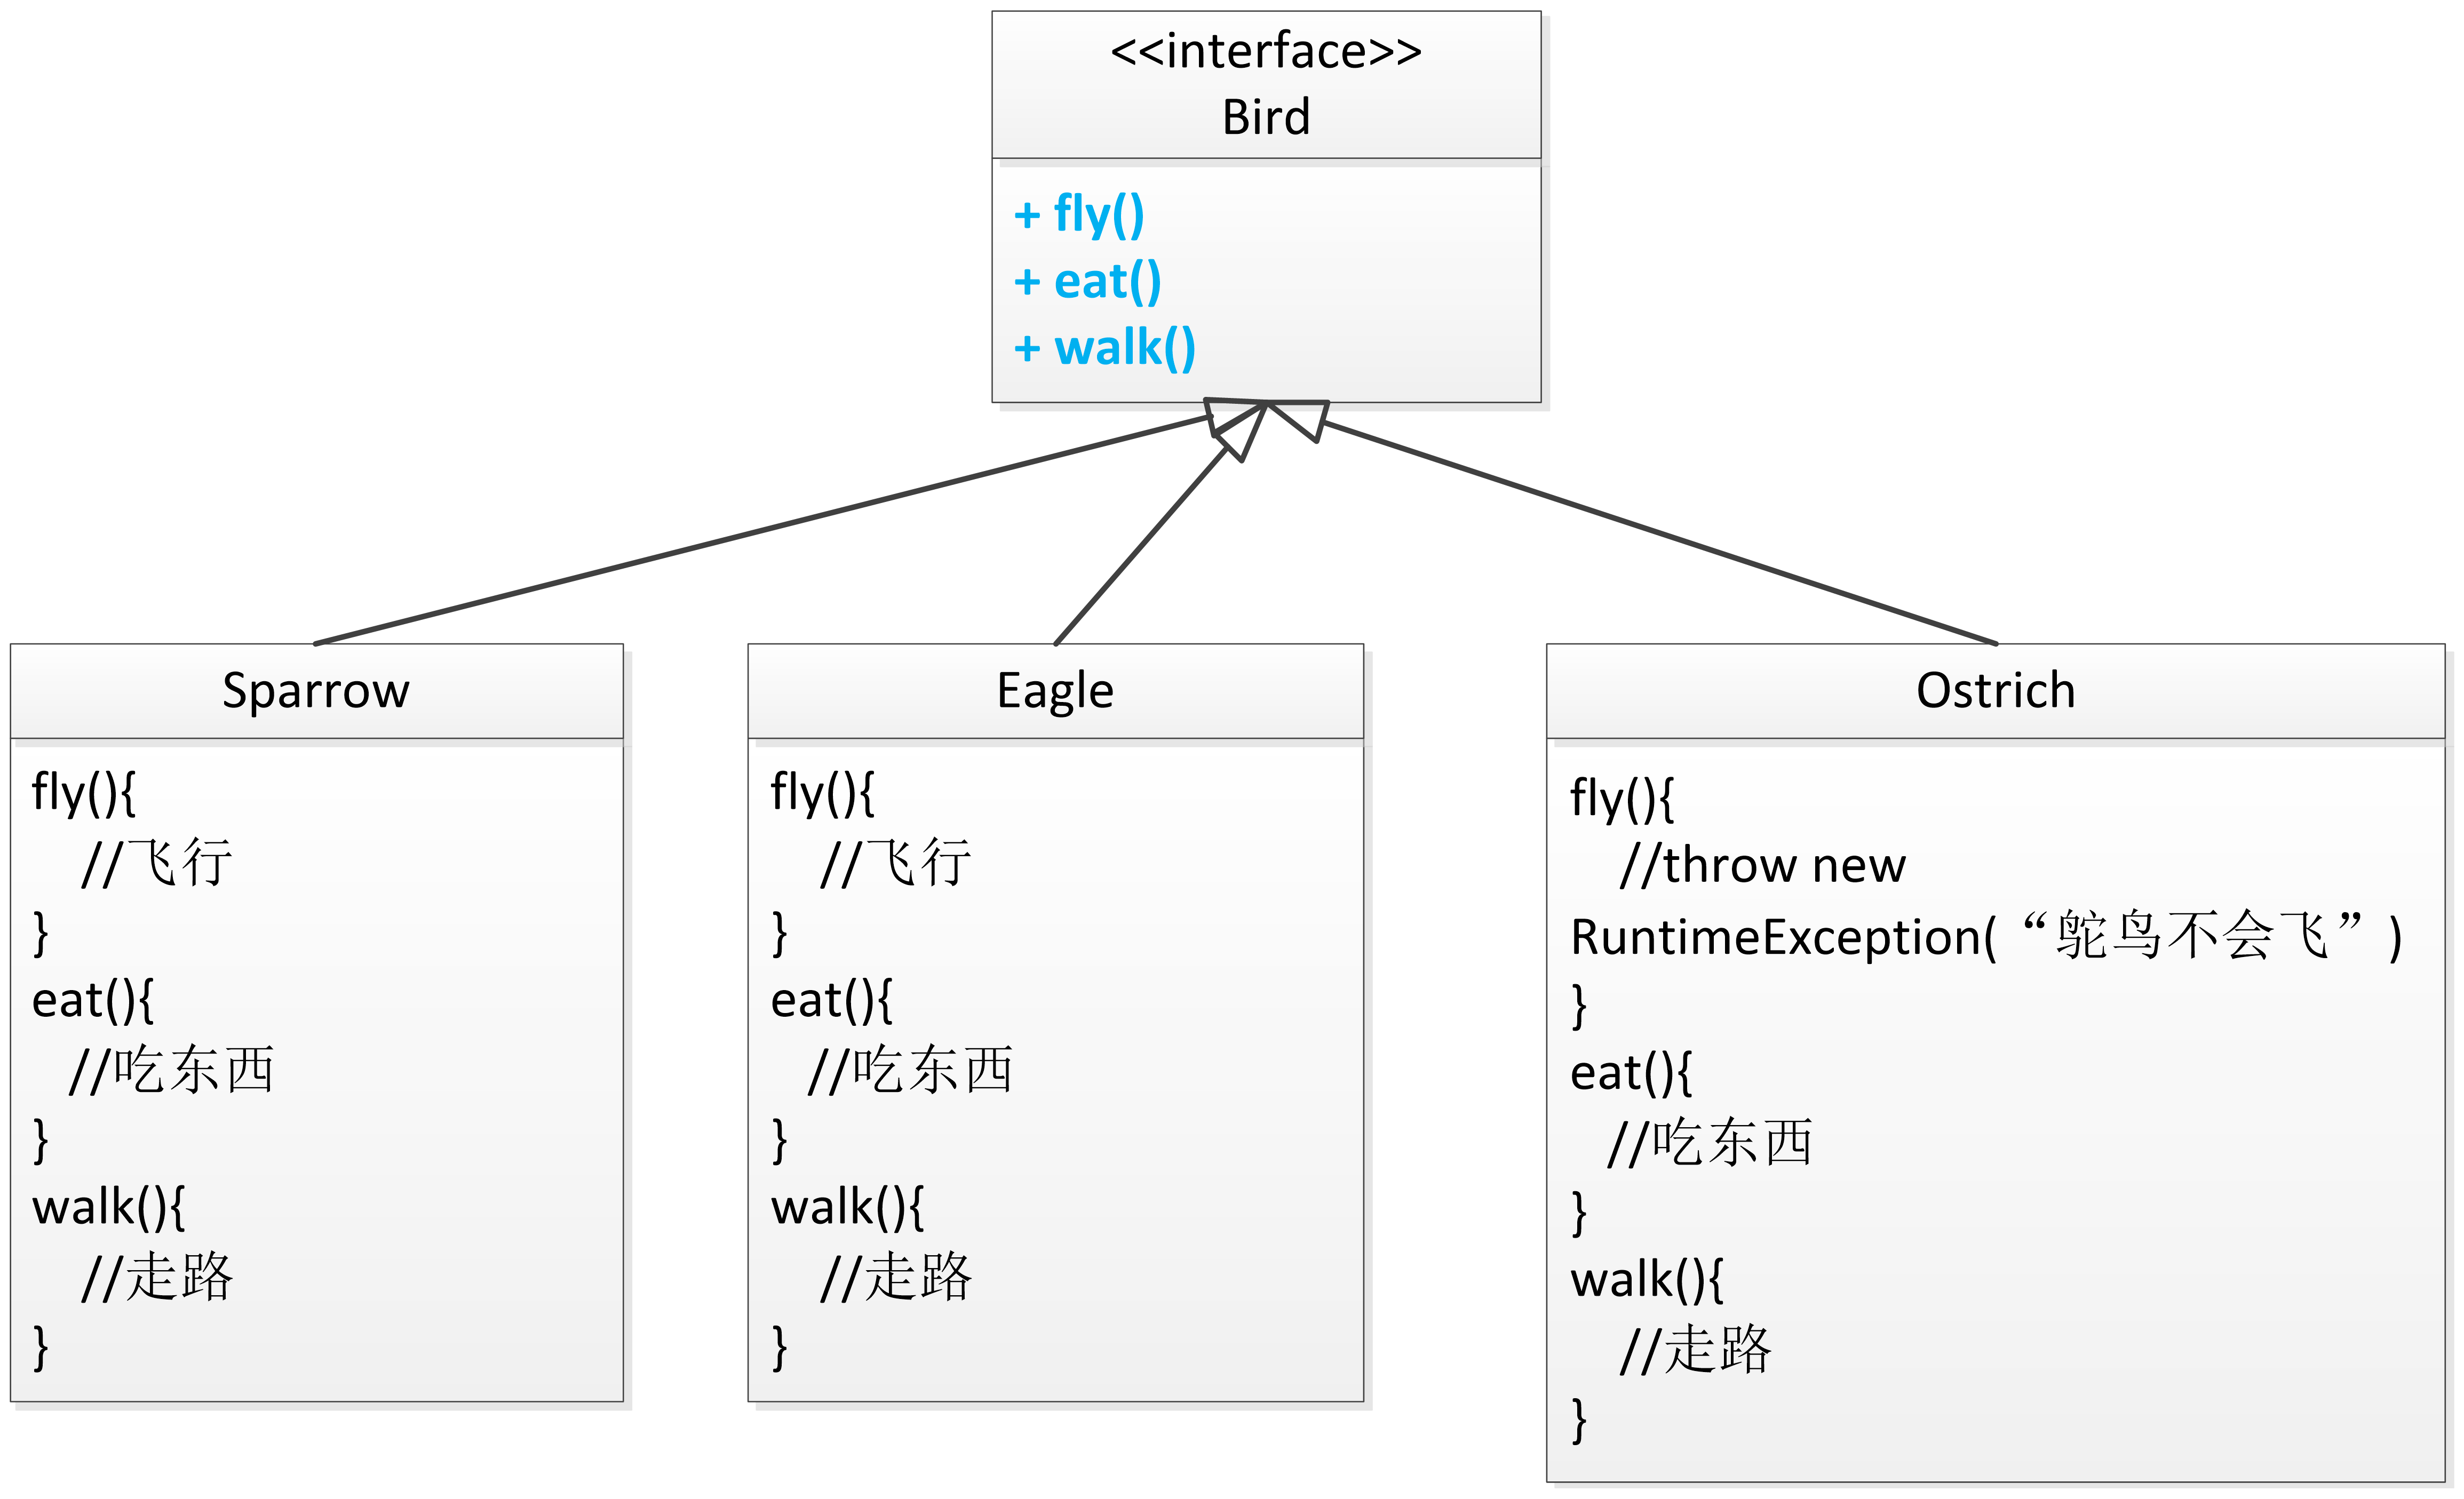 <<interface>>
Bird
+ fly()
+ eat()
+ walk()
Sparrow
fly(){
//飞行
}
eat(){
//吃东西
}
walk(){
//走路
}
Eagle
fly(){
//飞行
}
eat(){
//吃东西
}
walk(){
//走路
}
Ostrich
fly(){
//throw new
RuntimeException(“鸵鸟不会飞”)
}
eat(){
//吃东西
}
walk(){
//走路
}